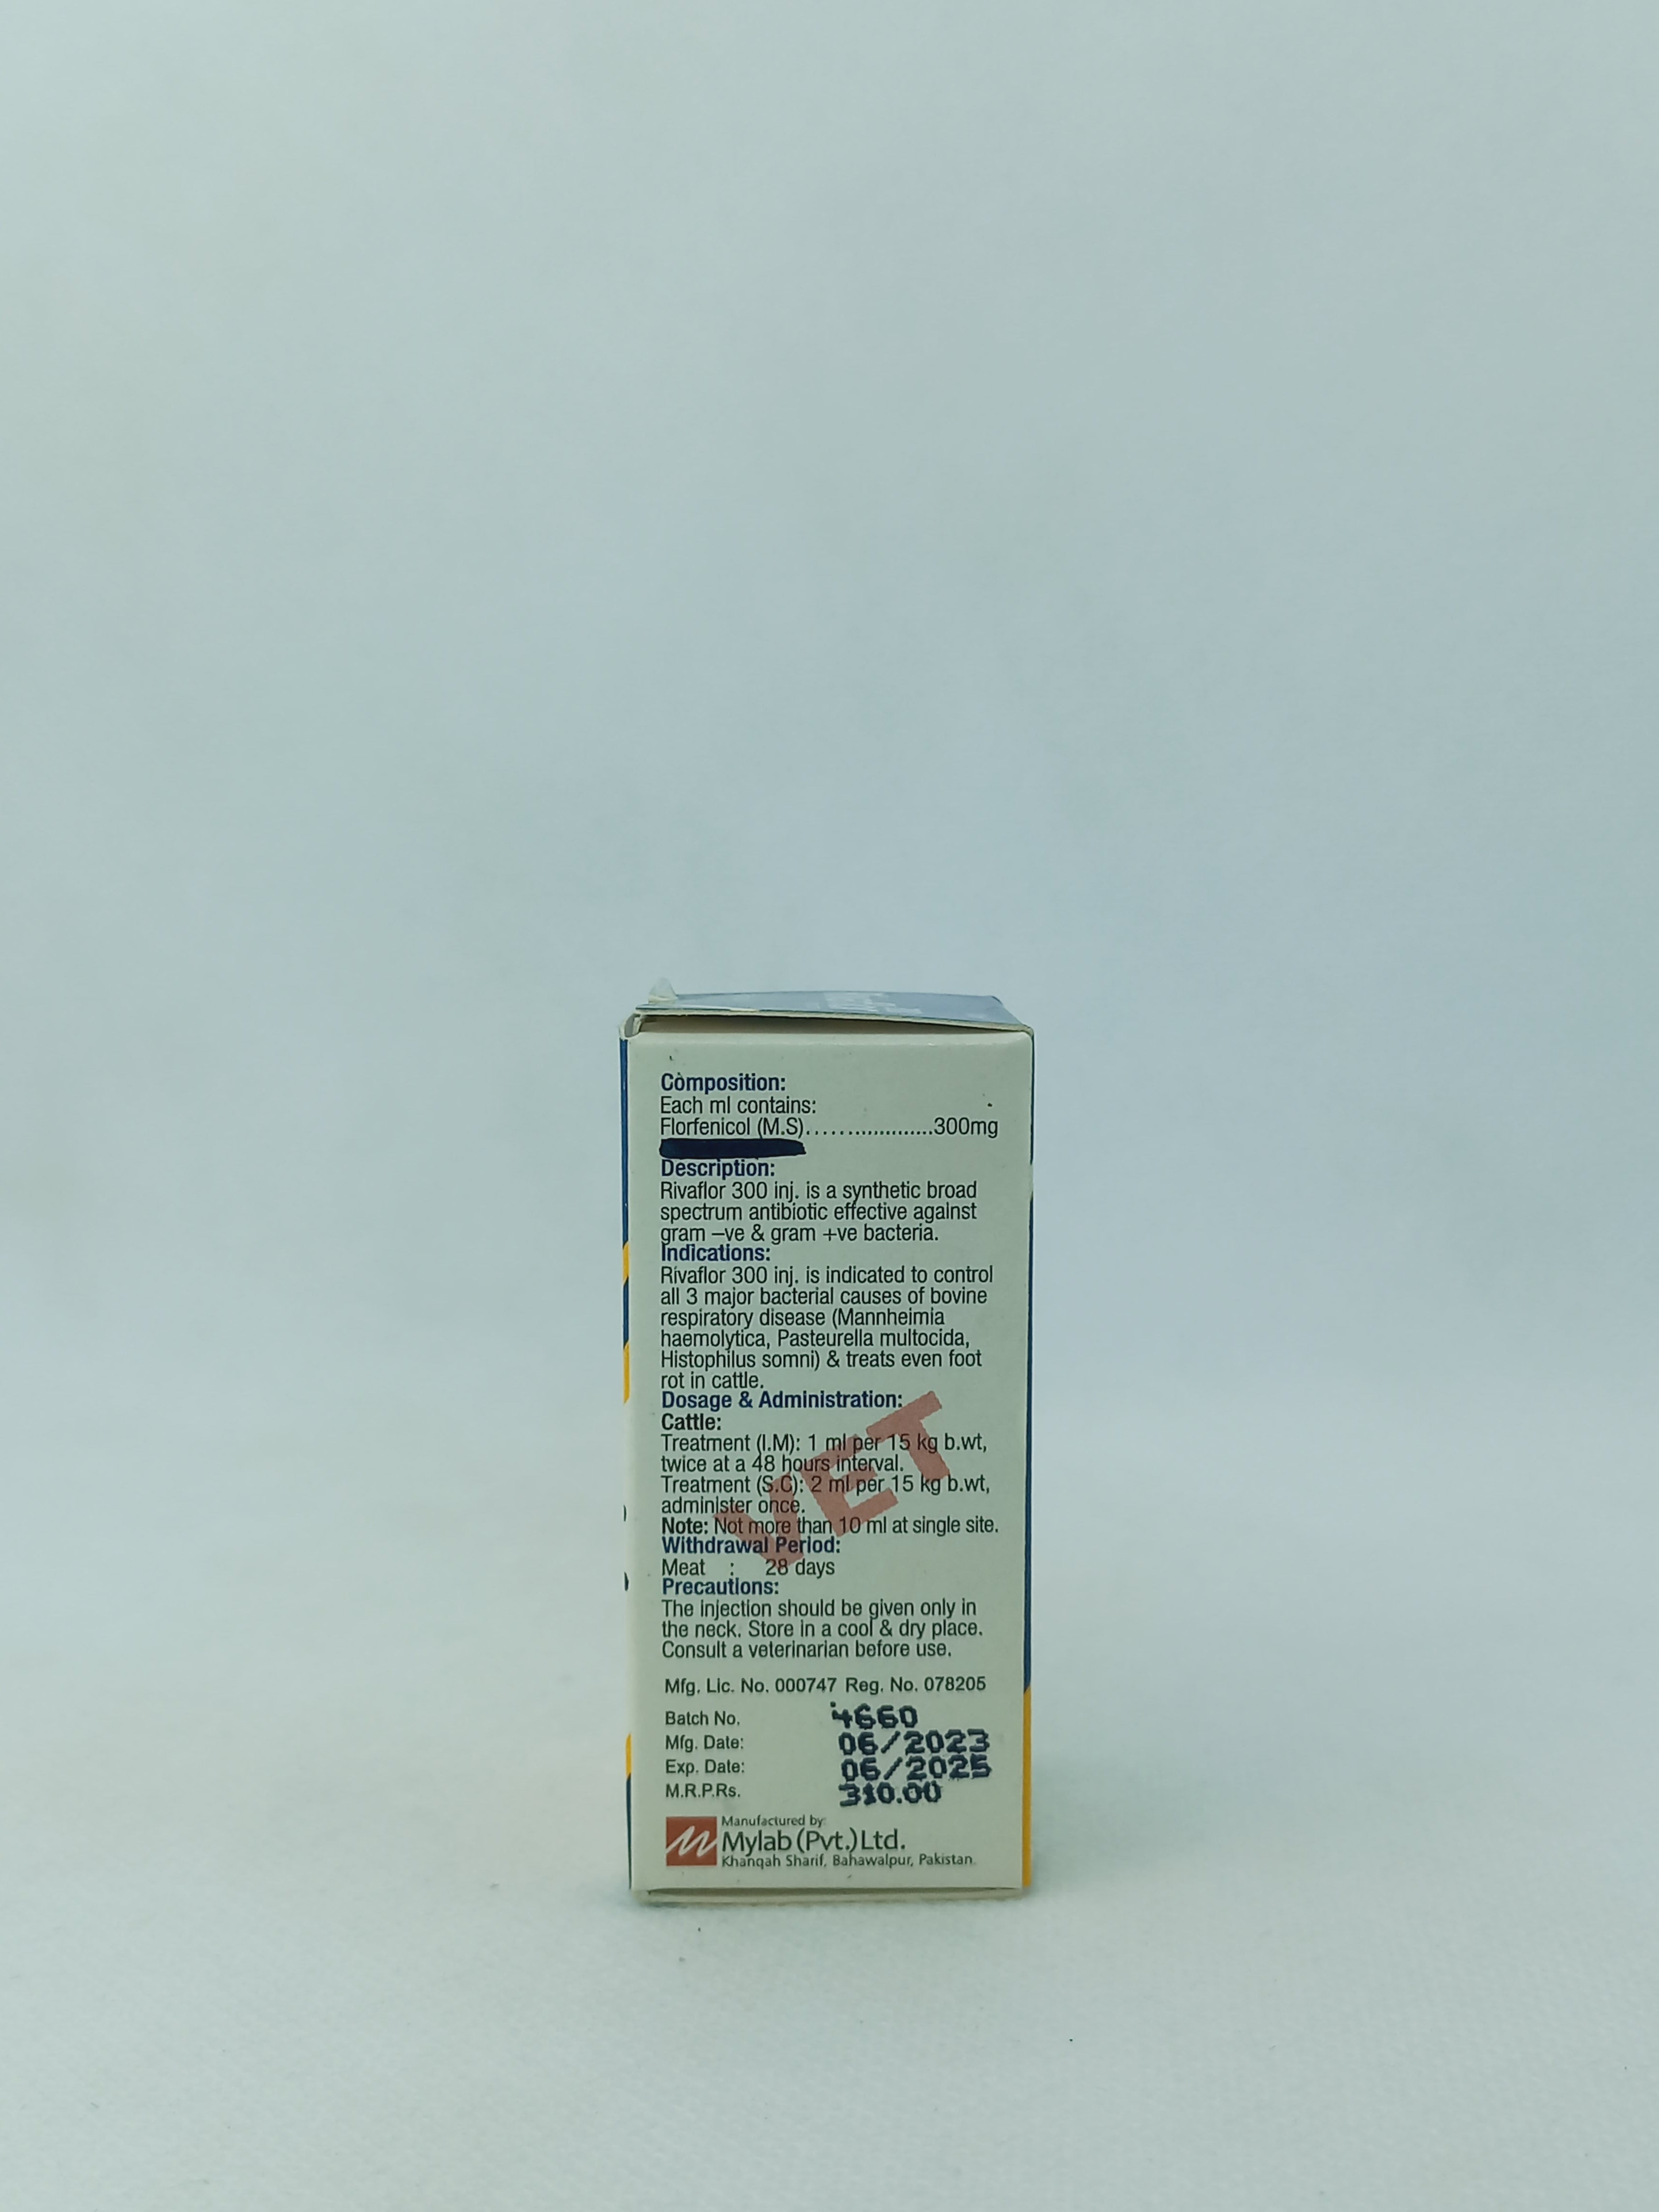 Composition:
Each ml contains:
Florfenicol (M.S)..................300mg
Description:
Rivaflor 300 inj. is a synthetic broad
spectrum antibiotic effective against
gram –ve & gram +ve bacteria.
Indications:
Rivaflor 300 inj. is indicated to control
all 3 major bacterial causes of bovine
respiratory disease (Mannheimia
haemolytica, Pasteurella multocida,
Histophilus somni) & treats even foot
rot in cattle.
Dosage & Administration:
Cattle:
Treatment (I.M): 1 ml per 15 kg b.wt,
twice at a 48 hours interval.
Treatment (S.C): 2 ml per 15 kg b.wt,
administer once.
Note: Not more than 10 ml at single site.
VET
Withdrawal Period:
Meat : 28 days
Precautions:
The injection should be given only in
the neck. Store in a cool & dry place.
Consult a veterinarian before use.
Mfg. Lic. No. 000747 Reg. No. 078205
Batch No. 4660
Mfg. Date: 06/2023
Exp. Date: 06/2025
M.R.P.Rs. 310.00
Manufactured by:
Mylab (Pvt.) Ltd.
Khanqah Sharif, Bahawalpur, Pakistan.